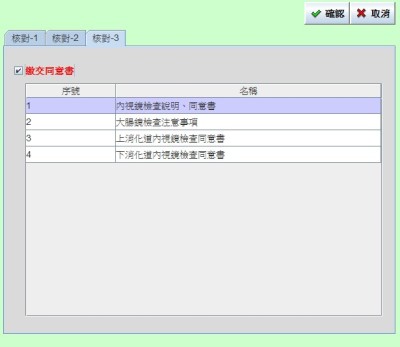 確認 取消
核對-1 核對-2 核對-3
繳交同意書
序號 名稱
1 內視鏡檢查說明、同意書
2 大腸鏡檢查注意事項
3 上消化道內視鏡檢查同意書
4 下消化道內視鏡檢查同意書